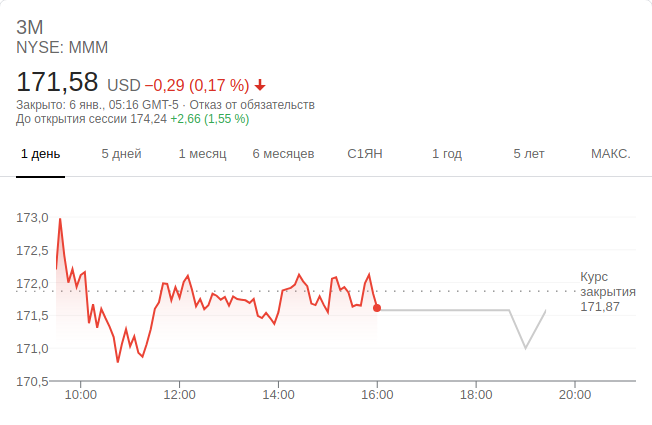 3M
NYSE: MMM
171,58 USD −0,29 (0,17 %)
Закрыто: 6 янв., 05:16 GMT-5 · Отказ от обязательств
До открытия сессии 174,24 +2,66 (1,55 %)
1 день 5 дней 1 месяц 6 месяцев С1ЯН 1 год 5 лет МАКС.
173,0
172,5
172,0
171,5
171,0
170,5
Курс
закрытия
171,87
10:00 12:00 14:00 16:00 18:00 20:00